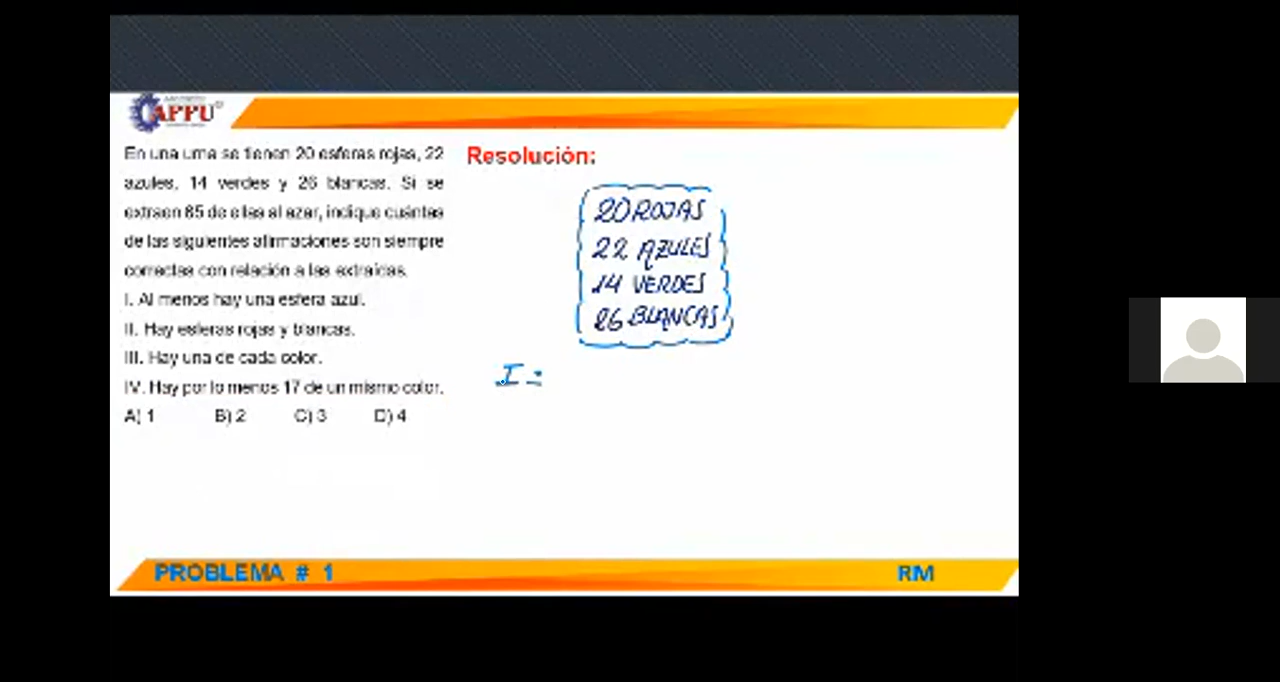 APPU
En una urna se tienen 20 esferas rojas, 22
azules, 14 verdes y 26 blancas. Si se
extraen 65 de ellas al azar, indique cuántas
de las siguientes afirmaciones son siempre
correctas con relación a las extraídas.
I. Al menos hay una esfera azul.
II. Hay esferas rojas y blancas.
III. Hay una de cada color.
IV. Hay por lo menos 17 de un mismo color.
A) 1 B) 2 C) 3 D) 4
Resolución:
20 ROJAS
22 AZULES
14 VERDES
26 BLANCAS
I :
PROBLEMA # 1
RM